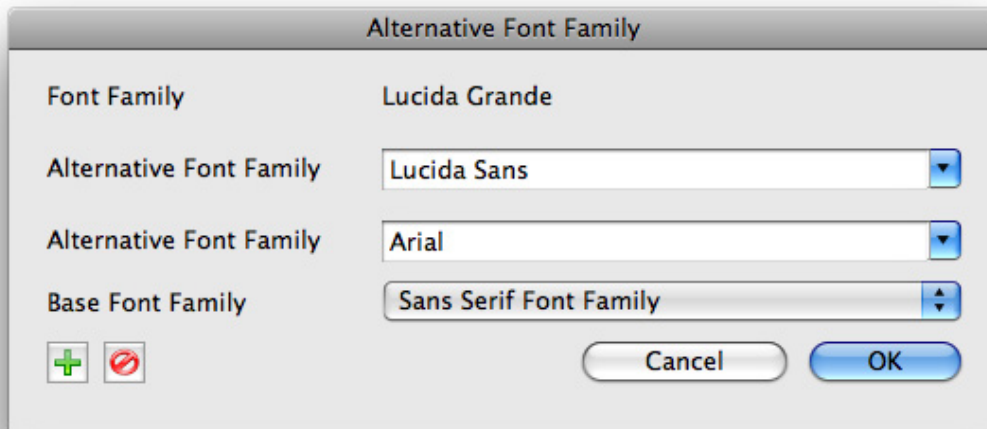 Alternative Font Family
Font Family Lucida Grande
Alternative Font Family Lucida Sans
Alternative Font Family Arial
Base Font Family Sans Serif Font Family
Cancel OK